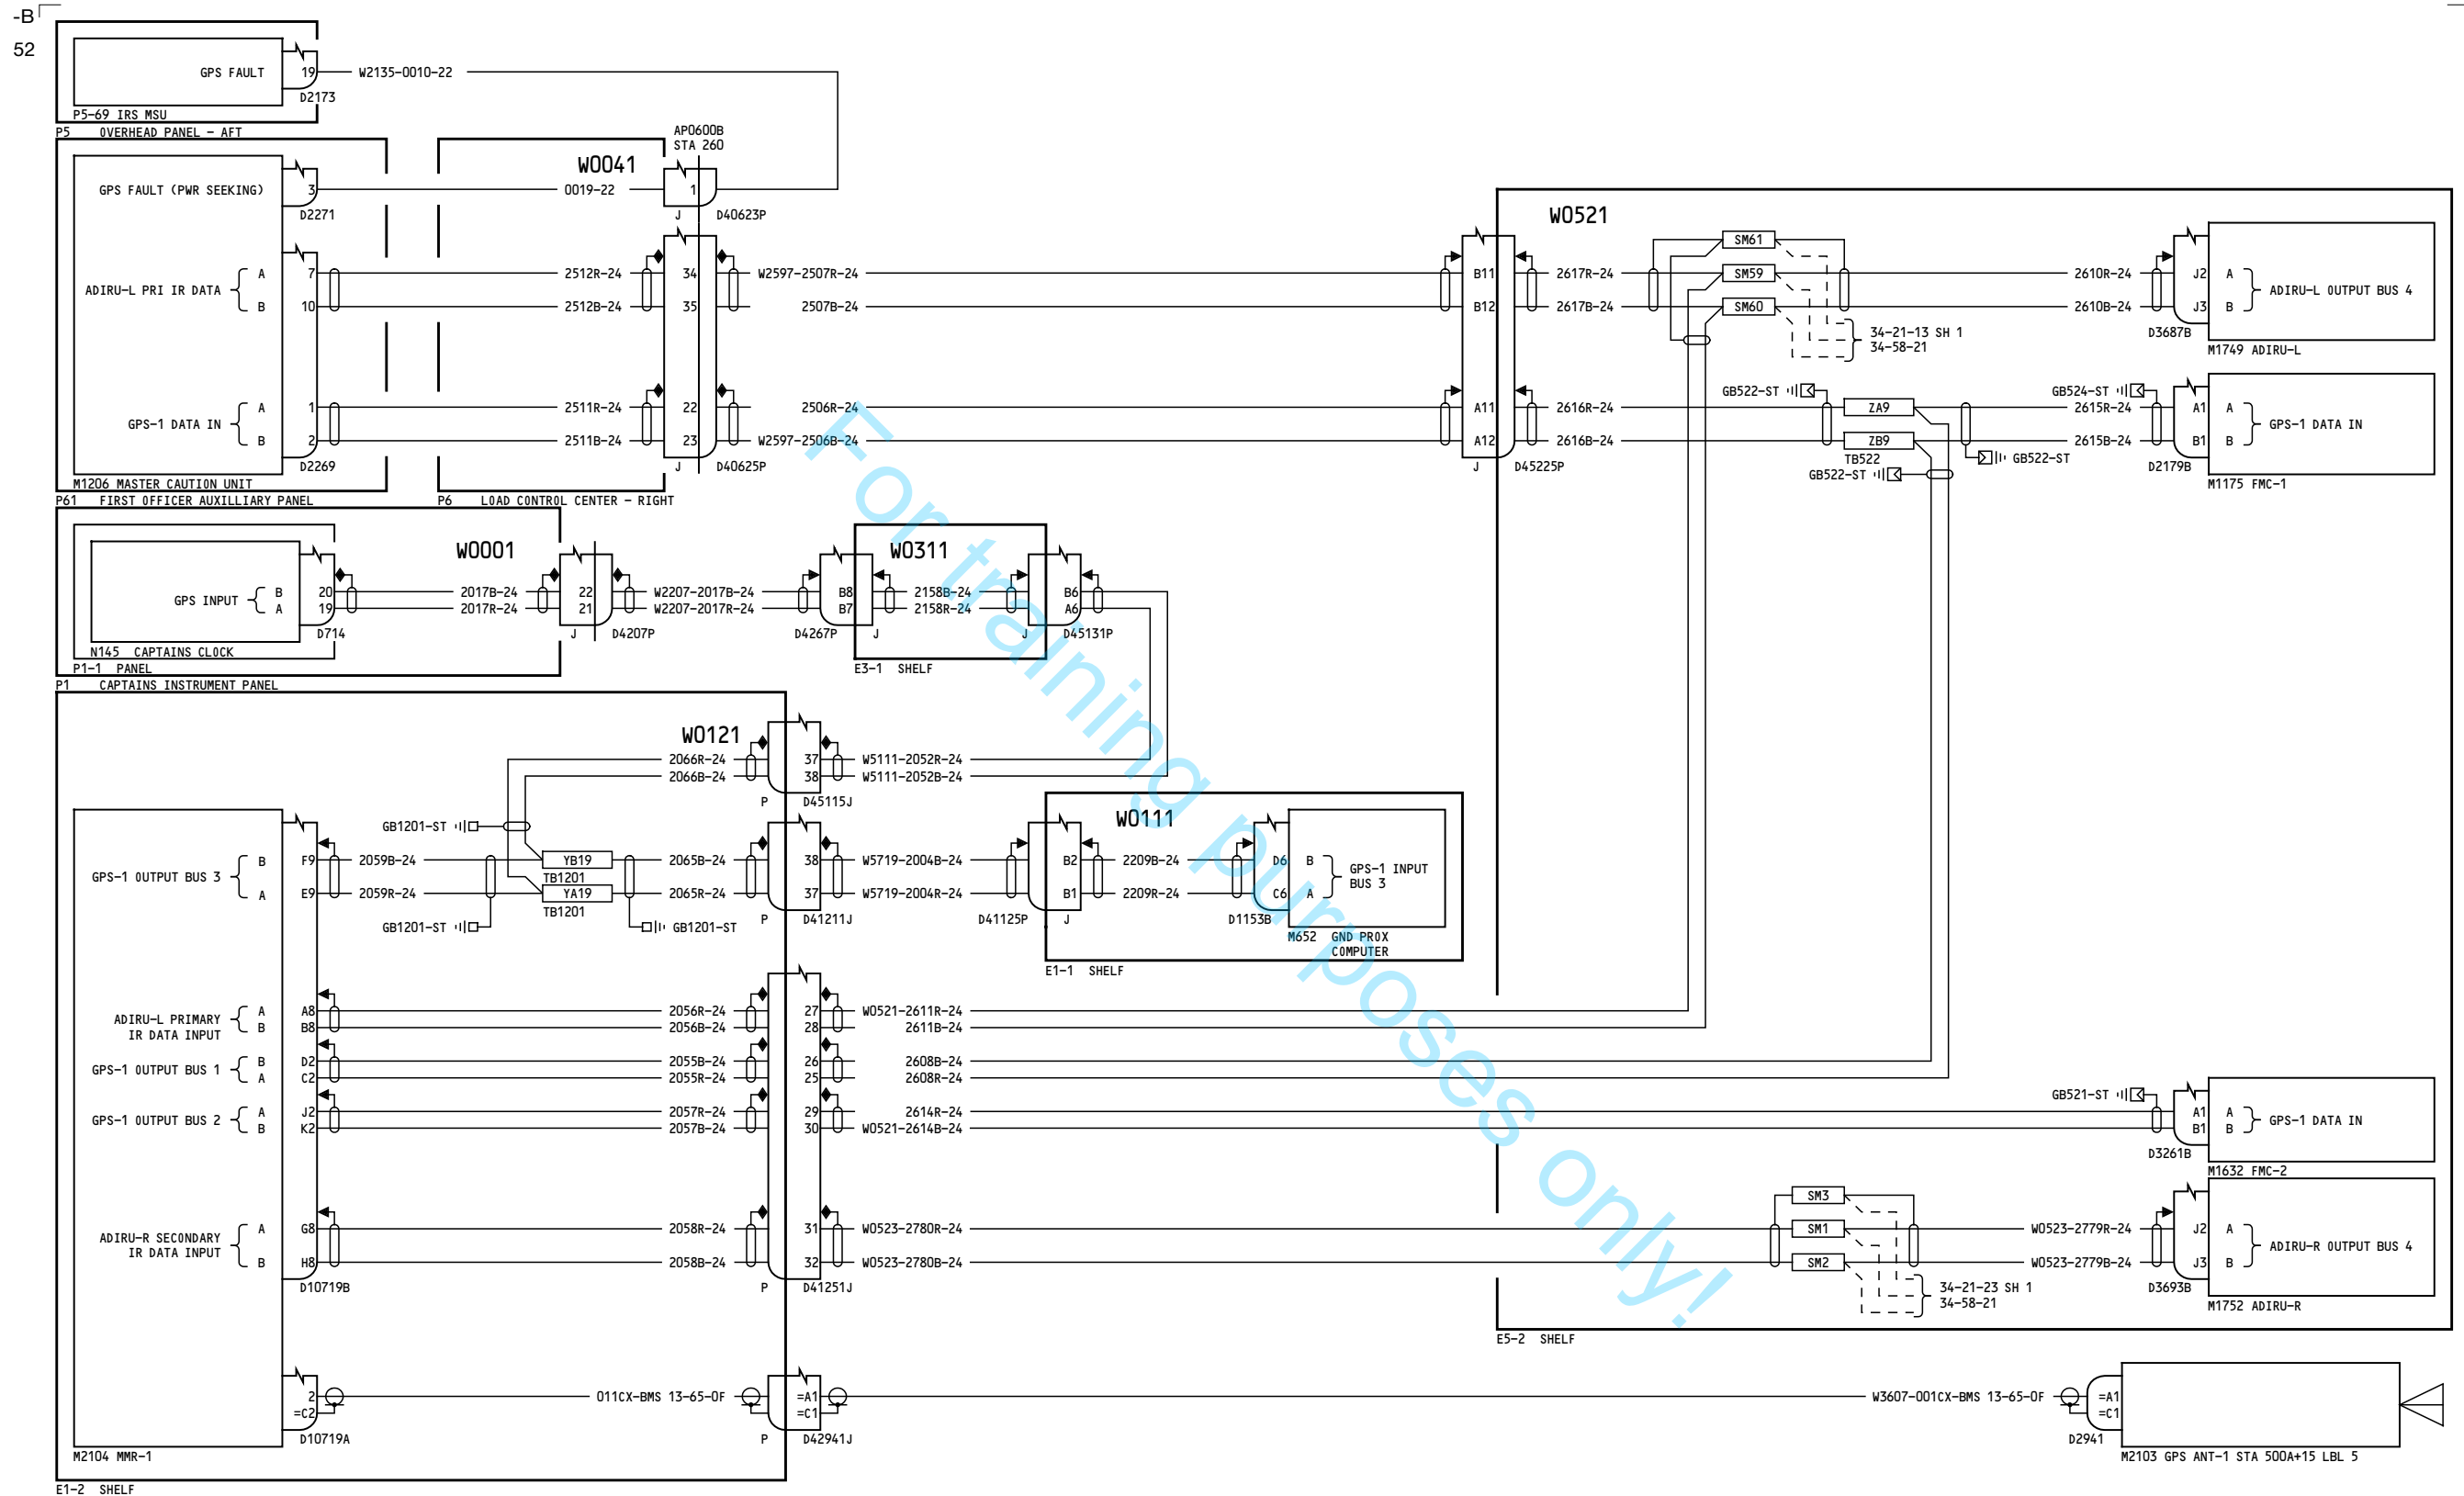 -B
52
GPS FAULT
19
W2135-0010-22
D2173
P5-69 IRS MSU
P5 OVERHEAD PANEL - AFT
AP0600B
STA 260
W0041
GPS FAULT (PWR SEEKING)
3
0019-22
1
D2271
J
D40623P
ADIRU-L PRI IR DATA
A
7
2512R-24
34
W2597-2507R-24
B
10
2512B-24
35
2507B-24
GPS-1 DATA IN
A
1
2511R-24
22
2506R-24
B
2
2511B-24
23
W2597-2506B-24
D2269
J
D40625P
M1206 MASTER CAUTION UNIT
P61 FIRST OFFICER AUXILLIARY PANEL
P6 LOAD CONTROL CENTER - RIGHT
W0521
B11
2617R-24
SM61
SM59
SM60
2610R-24
J2
A
B12
2617B-24
2610B-24
J3
B
ADIRU-L OUTPUT BUS 4
34-21-13 SH 1
34-58-21
D3687B
M1749 ADIRU-L
GB522-ST
GB524-ST
A11
2616R-24
ZA9
2615R-24
A1
A
A12
2616B-24
ZB9
2615B-24
B1
B
GPS-1 DATA IN
J
D45225P
TB522
GB522-ST
GB522-ST
D2179B
M1175 FMC-1
W0001
W0311
GPS INPUT
B
20
2017B-24
22
W2207-2017B-24
B8
2158B-24
B6
A
19
2017R-24
21
W2207-2017R-24
B7
2158R-24
A6
D714
J
D4207P
D4267P
J
J
D45131P
N145 CAPTAINS CLOCK
P1-1 PANEL
P1 CAPTAINS INSTRUMENT PANEL
E3-1 SHELF
W0121
2066R-24
37
W5111-2052R-24
2066B-24
38
W5111-2052B-24
P
D45115J
GB1201-ST
W0111
GPS-1 OUTPUT BUS 3
B
F9
2059B-24
YB19
2065B-24
38
W5719-2004B-24
B2
2209B-24
D6
B
TB1201
A
E9
2059R-24
YA19
2065R-24
37
W5719-2004R-24
B1
2209R-24
C6
A
GPS-1 INPUT
BUS 3
TB1201
GB1201-ST
GB1201-ST
P
D41211J
D41125P
J
D1153B
M652 GND PROX
COMPUTER
E1-1 SHELF
ADIRU-L PRIMARY
IR DATA INPUT
A
A8
2056R-24
27
W0521-2611R-24
B
B8
2056B-24
28
2611B-24
GPS-1 OUTPUT BUS 1
B
D2
2055B-24
26
2608B-24
A
C2
2055R-24
25
2608R-24
GPS-1 OUTPUT BUS 2
A
J2
2057R-24
29
2614R-24
B
K2
2057B-24
30
W0521-2614B-24
GB521-ST
A1
A
B1
B
GPS-1 DATA IN
D3261B
M1632 FMC-2
ADIRU-R SECONDARY
IR DATA INPUT
A
G8
2058R-24
31
W0523-2780R-24
SM3
SM1
SM2
W0523-2779R-24
J2
A
B
H8
2058B-24
32
W0523-2780B-24
W0523-2779B-24
J3
B
ADIRU-R OUTPUT BUS 4
D10719B
P
D41251J
34-21-23 SH 1
34-58-21
D3693B
M1752 ADIRU-R
E5-2 SHELF
2
011CX-BMS 13-65-0F
=A1
W3607-001CX-BMS 13-65-0F
=A1
=C2
=C1
=C1
D10719A
P
D42941J
D2941
M2104 MMR-1
M2103 GPS ANT-1 STA 500A+15 LBL 5
E1-2 SHELF
For training purposes only!